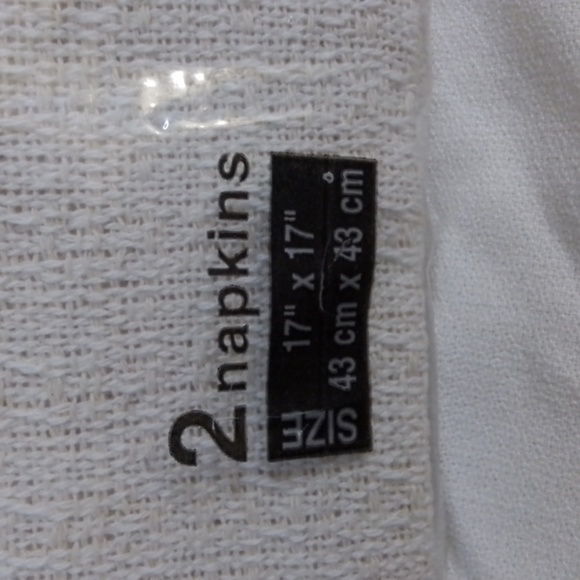 2 napkins
SIZE
17" x 17"
43 cm x 43 cm